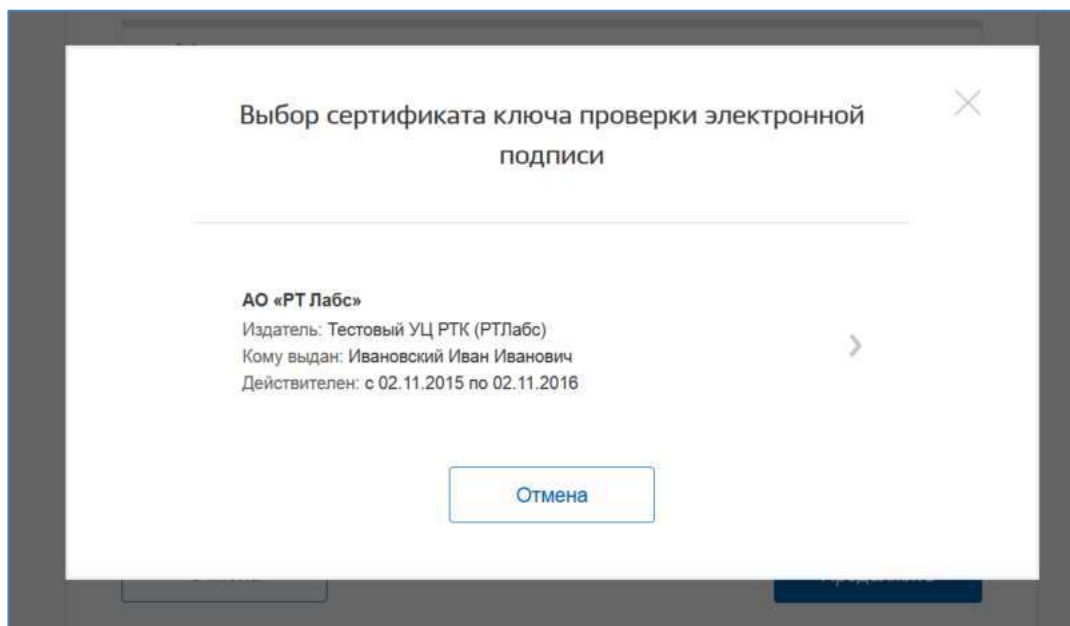 Выбор сертификата ключа проверки электронной
подписи
АО «РТ Лабс»
Издатель: Тестовый УЦ РТК (РТЛабс)
Кому выдан: Ивановский Иван Иванович
Действителен: с 02.11.2015 по 02.11.2016
Отмена